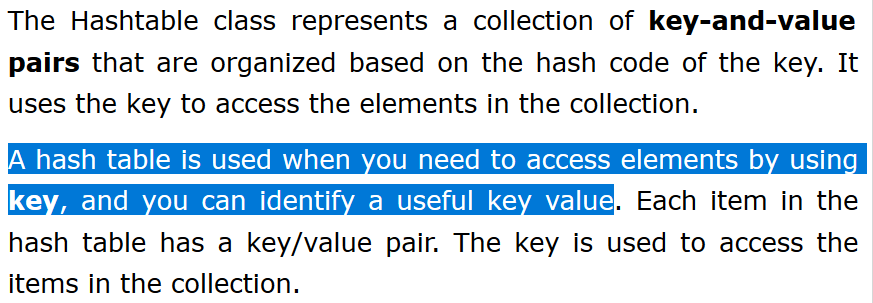 The Hashtable class represents a collection of key-and-value
pairs that are organized based on the hash code of the key. It
uses the key to access the elements in the collection.
A hash table is used when you need to access elements by using
key, and you can identify a useful key value. Each item in the
hash table has a key/value pair. The key is used to access the
items in the collection.